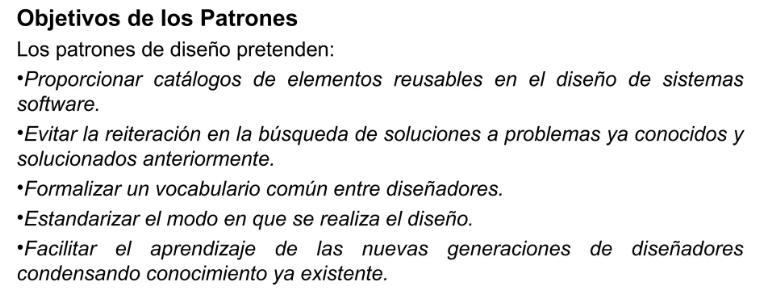 Objetivos de los Patrones
Los patrones de diseño pretenden:
•Proporcionar catálogos de elementos reusables en el diseño de sistemas
software.
•Evitar la reiteración en la búsqueda de soluciones a problemas ya conocidos y
solucionados anteriormente.
•Formalizar un vocabulario común entre diseñadores.
•Estandarizar el modo en que se realiza el diseño.
•Facilitar el aprendizaje de las nuevas generaciones de diseñadores
condensando conocimiento ya existente.